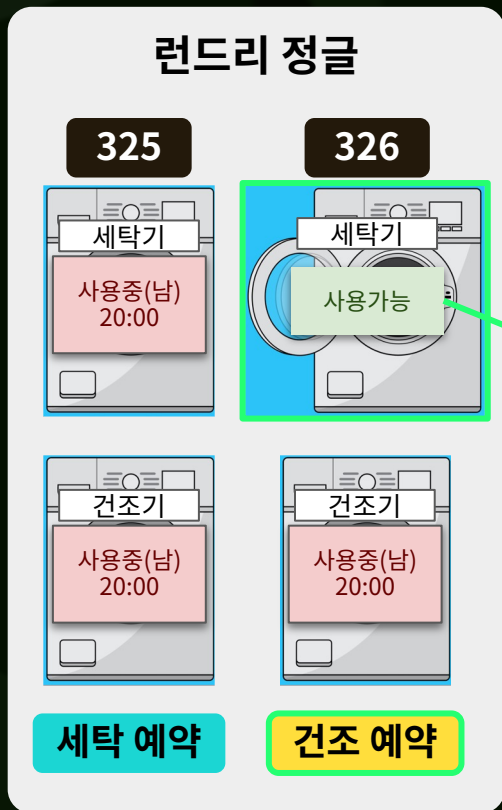 런드리 정글
325
326
세탁기
사용중(남)
20:00
세탁기
사용가능
건조기
사용중(남)
20:00
건조기
사용중(남)
20:00
세탁 예약
건조 예약